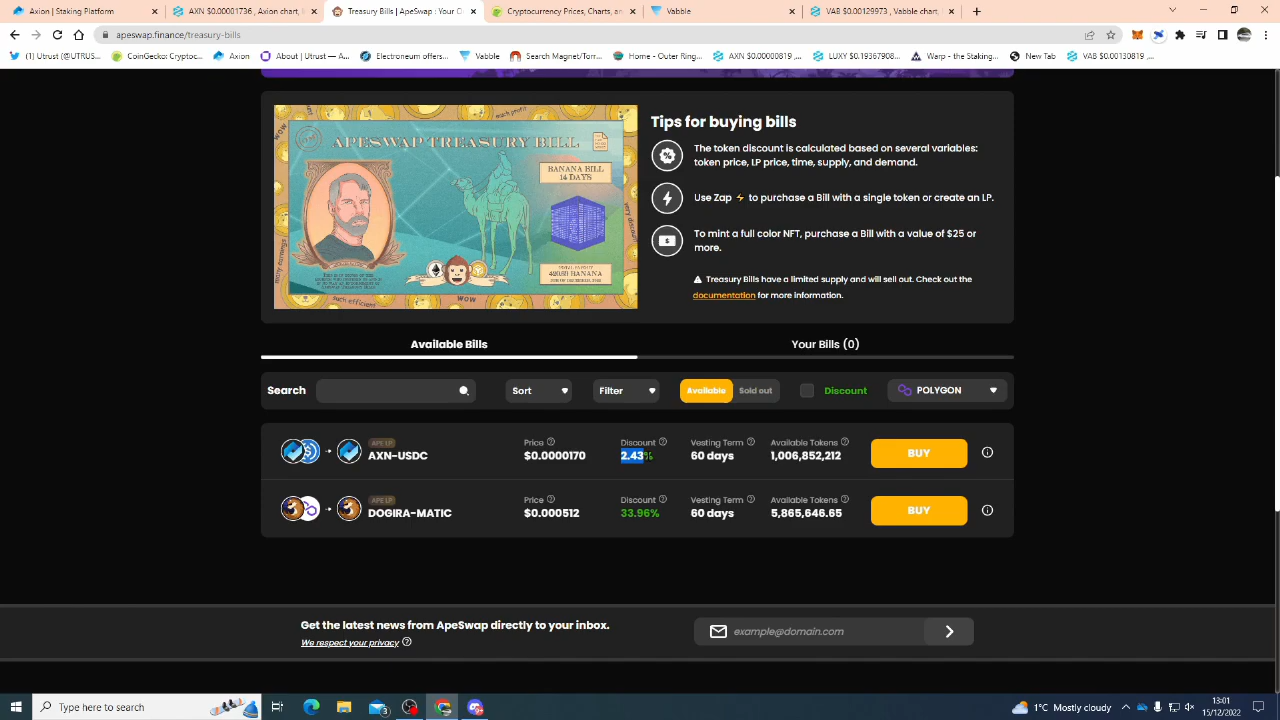 Axion | Staking Platform
AXN $0.00001736 , Axion chart, l
Treasury Bills | ApeSwap : Your D
Cryptocurrency Prices, Charts, an
Vabble
VAB $0.00129973 , Vabble chart,
apeswap.finance/treasury-bills
(1) Utrust (@UTRUS...
CoinGecko: Cryptoc...
Axion
About | Utrust — A...
Electroneum offers...
Vabble
Search Magnet/Torr...
Home - Outer Ring...
AXN $0.00000819 ,...
LUXY $0.19367908...
Warp - the Staking...
New Tab
VAB $0.00130819 ,...
WOW
much profit
APESWAP TREASURY BILL
BANANA BILL
14 DAYS
WOW
such efficient
Tips for buying bills
The token discount is calculated based on several variables:
token price, LP price, time, supply, and demand.
Use Zap ⚡ to purchase a Bill with a single token or create an LP.
To mint a full color NFT, purchase a Bill with a value of $25 or
more.
Treasury Bills have a limited supply and will sell out. Check out the
documentation for more information.
Available Bills
Your Bills (0)
Search
Sort
Filter
Available
Sold out
Discount
POLYGON
APE LP
AXN-USDC
Price
$0.0000170
Discount
2.43%
Vesting Term
60 days
Available Tokens
1,006,852,212
BUY
APE LP
DOGIRA-MATIC
Price
$0.000512
Discount
33.96%
Vesting Term
60 days
Available Tokens
5,865,646.65
BUY
Get the latest news from ApeSwap directly to your inbox.
We respect your privacy
example@domain.com
Type here to search
3
1°C Mostly cloudy
13:01
15/12/2022